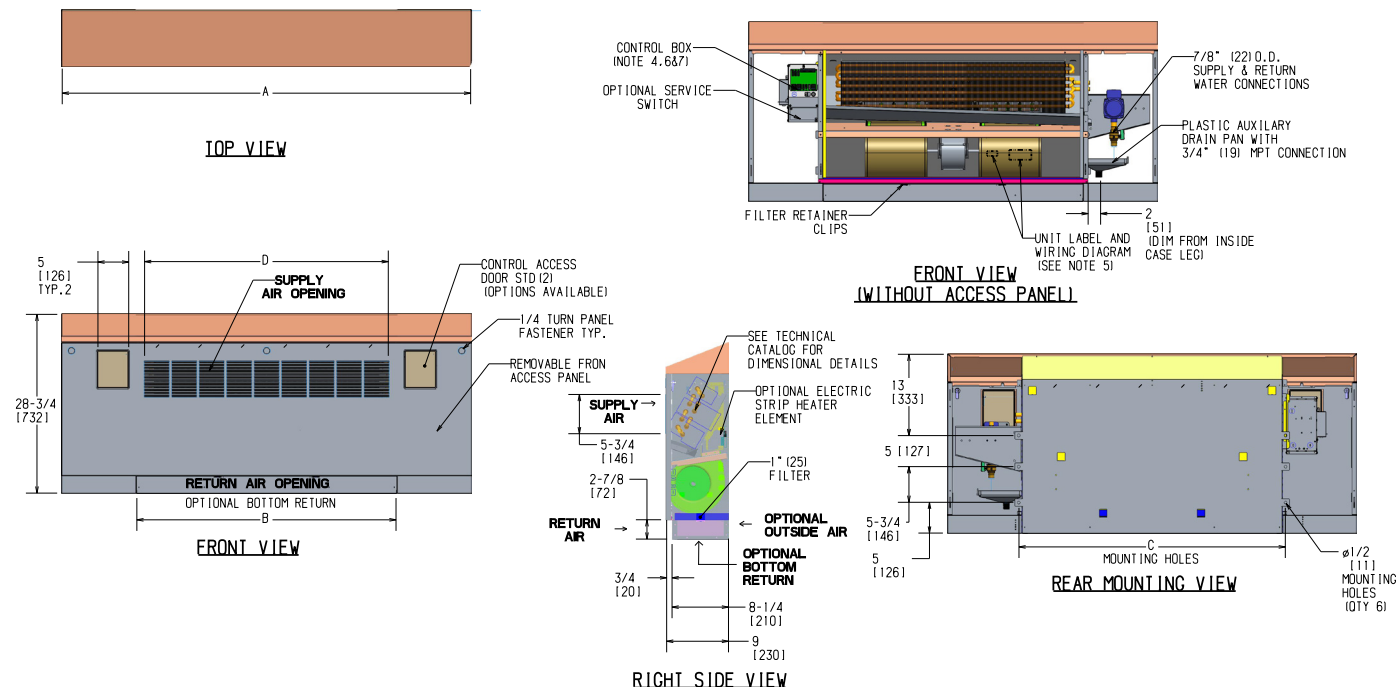 A
TOP VIEW
CONTROL BOX
(NOTE 4,6&7)
OPTIONAL SERVICE
SWITCH
7/8" (22)O.D.
SUPPLY & RETURN
WATER CONNECTIONS
PLASTIC AUXILARY
DRAIN PAN WITH
3/4" (19) MPT CONNECTION
FILTER RETAINER
CLIPS
UNIT LABEL AND
WIRING DIAGRAM
(SEE NOTE 5)
2
[51]
(DIM FROM INSIDE
CASE LEG)
FRONT VIEW
(WITHOUT ACCESS PANEL)
5
[126]
TYP.2
D
SUPPLY
AIR OPENING
CONTROL ACCESS
DOOR STD(2)
(OPTIONS AVAILABLE)
1/4 TURN PANEL
FASTENER TYP.
REMOVABLE FRON
ACCESS PANEL
28-3/4
[732]
RETURN AIR OPENING
OPTIONAL BOTTOM RETURN
B
FRONT VIEW
SEE TECHNICAL
CATALOG FOR
DIMENSIONAL DETAILS
OPTIONAL ELECTRIC
STRIP HEATER
ELEMENT
SUPPLY
AIR
5-3/4
[146]
1" (25)
FILTER
2-7/8
[72]
RETURN
AIR
OPTIONAL
OUTSIDE AIR
OPTIONAL
BOTTOM
RETURN
3/4
[20]
8-1/4
[210]
9
[230]
RIGHT SIDE VIEW
13
[333]
5 [127]
5-3/4
[146]
5
[126]
C
MOUNTING HOLES
ø1/2
[11]
MOUNTING
HOLES
(QTY 6)
REAR MOUNTING VIEW